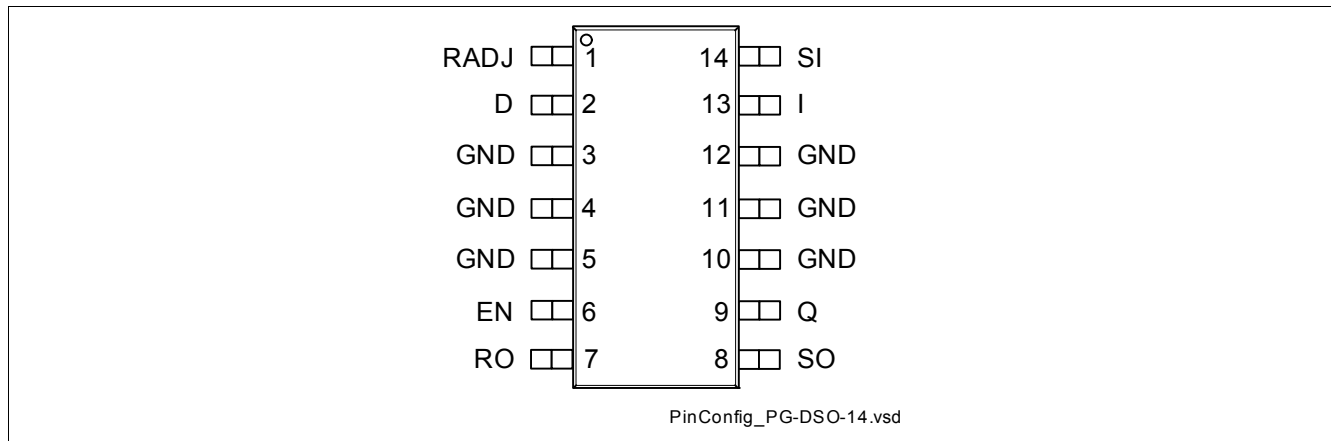 RADJ 1 14 SI
D 2 13 I
GND 3 12 GND
GND 4 11 GND
GND 5 10 GND
EN 6 9 Q
RO 7 8 SO
PinConfig_PG-DSO-14.vsd